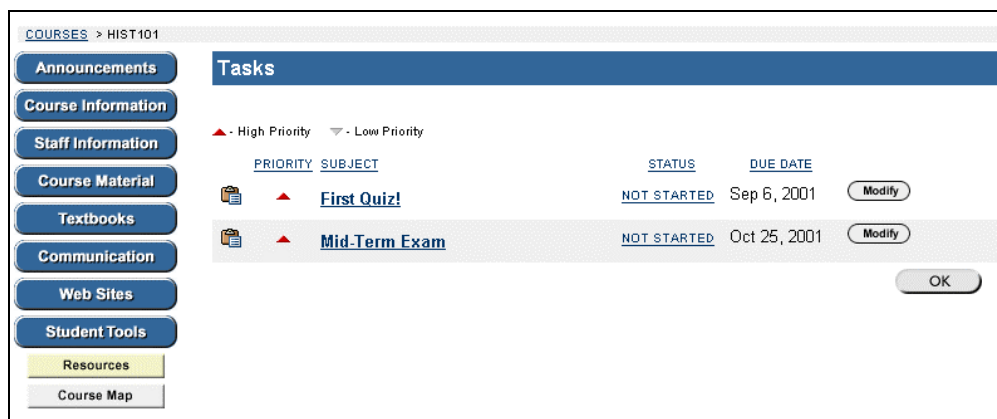 COURSES > HIST101
Announcements
Course Information
Staff Information
Course Material
Textbooks
Communication
Web Sites
Student Tools
Resources
Course Map
Tasks
- High Priority - Low Priority
PRIORITY SUBJECT STATUS DUE DATE
First Quiz! NOT STARTED Sep 6, 2001 Modify
Mid-Term Exam NOT STARTED Oct 25, 2001 Modify
OK